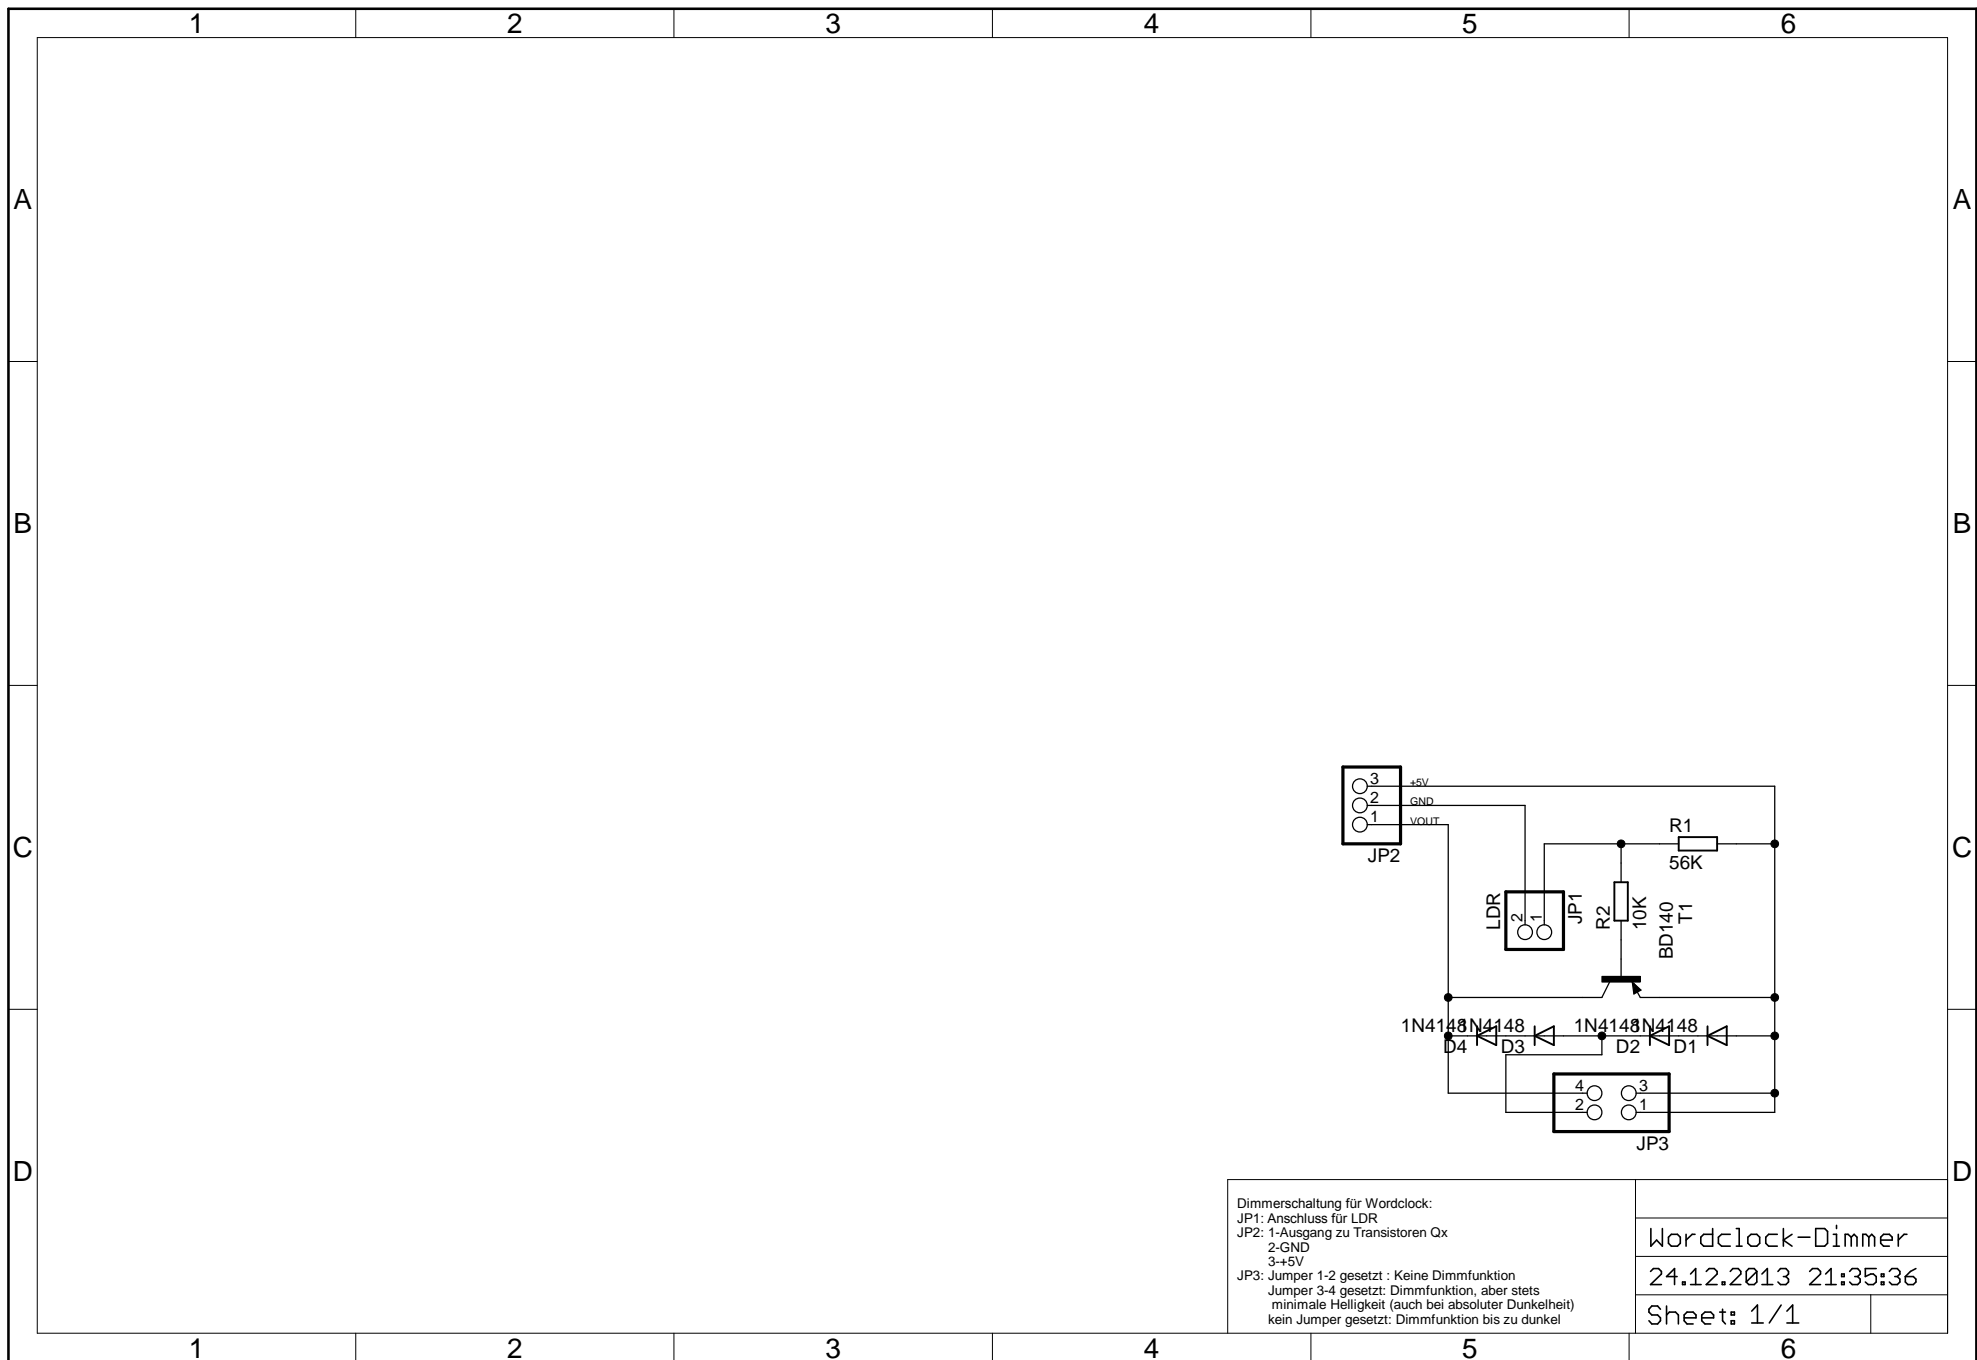 1 2 3 4 5 6
A A
B B
C C
D D
3 +5V
2 GND
1 VOUT
JP2
R1
56K
LDR
2 1
JP1
R2
10K
BD140
T1
1N4148 1N4148 1N4148 1N4148
D4 D3 D2 D1
4 3
2 1
JP3
Dimmerschaltung für Wordclock:
JP1: Anschluss für LDR
JP2: 1-Ausgang zu Transistoren Qx
2-GND
3-+5V
JP3: Jumper 1-2 gesetzt : Keine Dimmfunktion
Jumper 3-4 gesetzt: Dimmfunktion, aber stets
minimale Helligkeit (auch bei absoluter Dunkelheit)
kein Jumper gesetzt: Dimmfunktion bis zu dunkel
Wordclock-Dimmer
24.12.2013 21:35:36
Sheet: 1/1
1 2 3 4 5 6